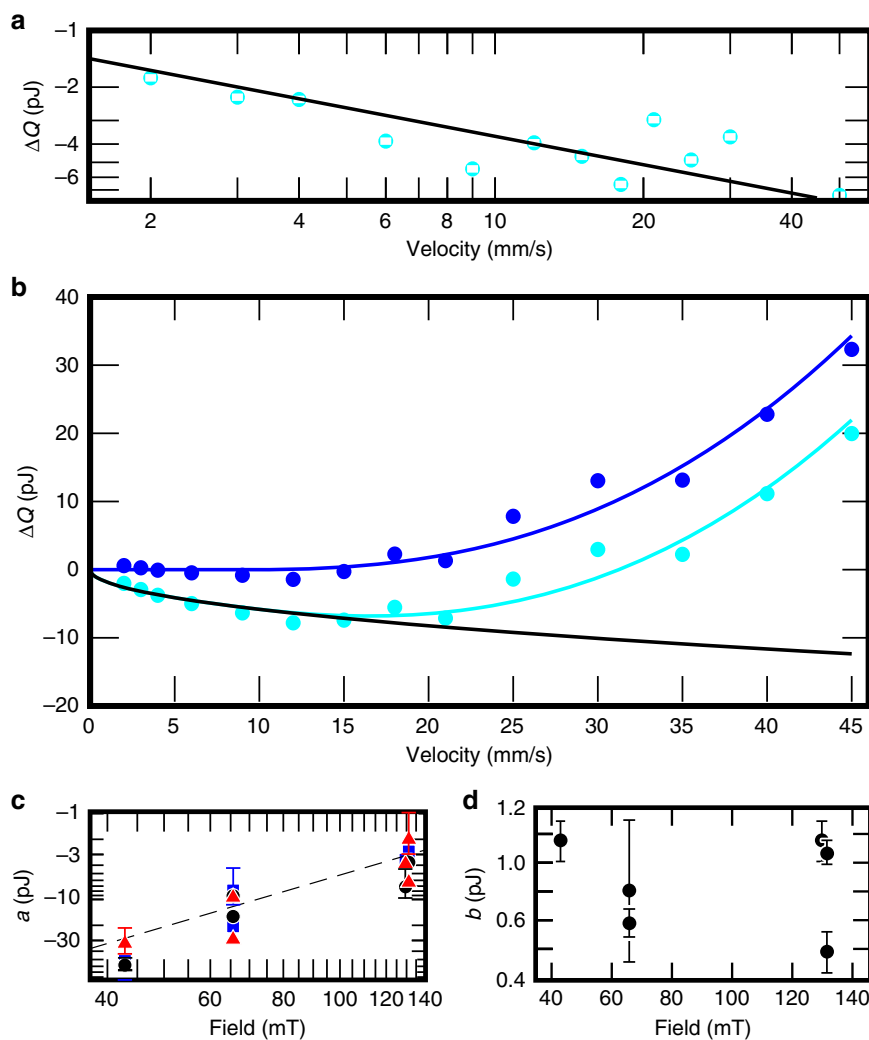 a
−1
−2
−4
−6
ΔQ (pJ)
2 4 6 8 10 20 40
Velocity (mm/s)
b
40
30
20
10
0
−10
−20
ΔQ (pJ)
0 5 10 15 20 25 30 35 40 45
Velocity (mm/s)
c
−1
−3
−10
−30
a (pJ)
40 60 80 100 120 140
Field (mT)
d
1.2
1.0
0.6
0.4
b (pJ)
40 60 80 100 120 140
Field (mT)